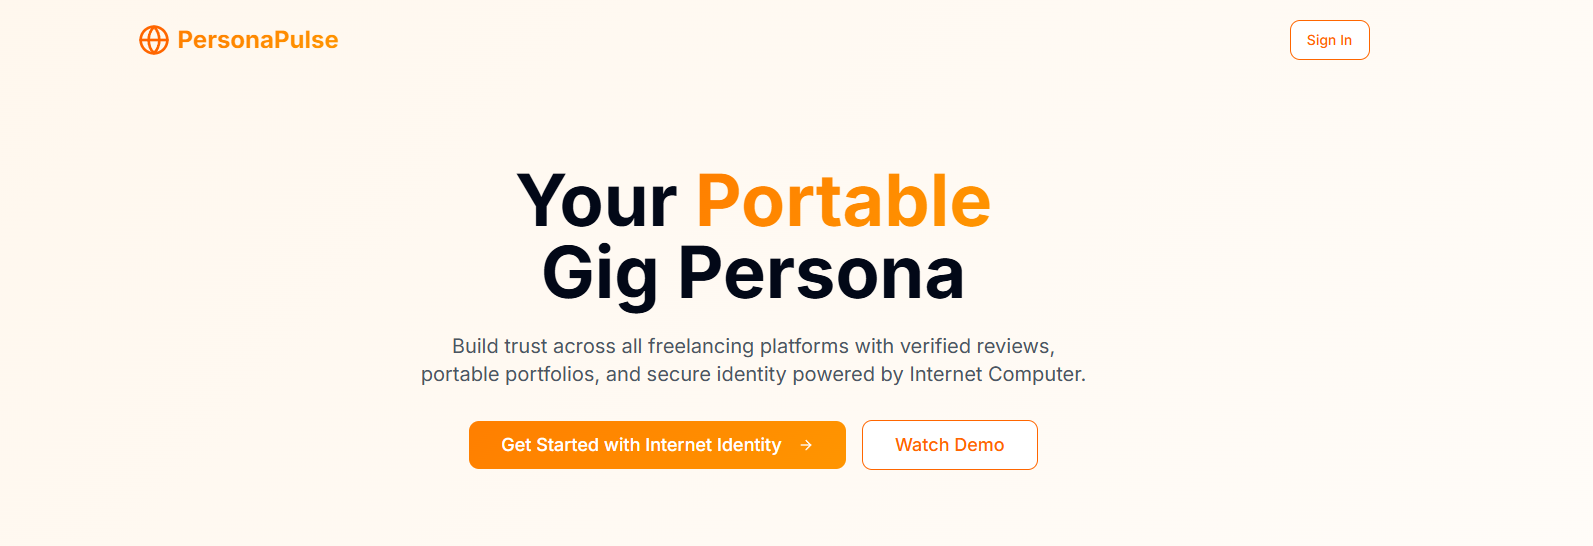 PersonaPulse
Sign In
Your Portable
Gig Persona
Build trust across all freelancing platforms with verified reviews,
portable portfolios, and secure identity powered by Internet Computer.
Get Started with Internet Identity →
Watch Demo